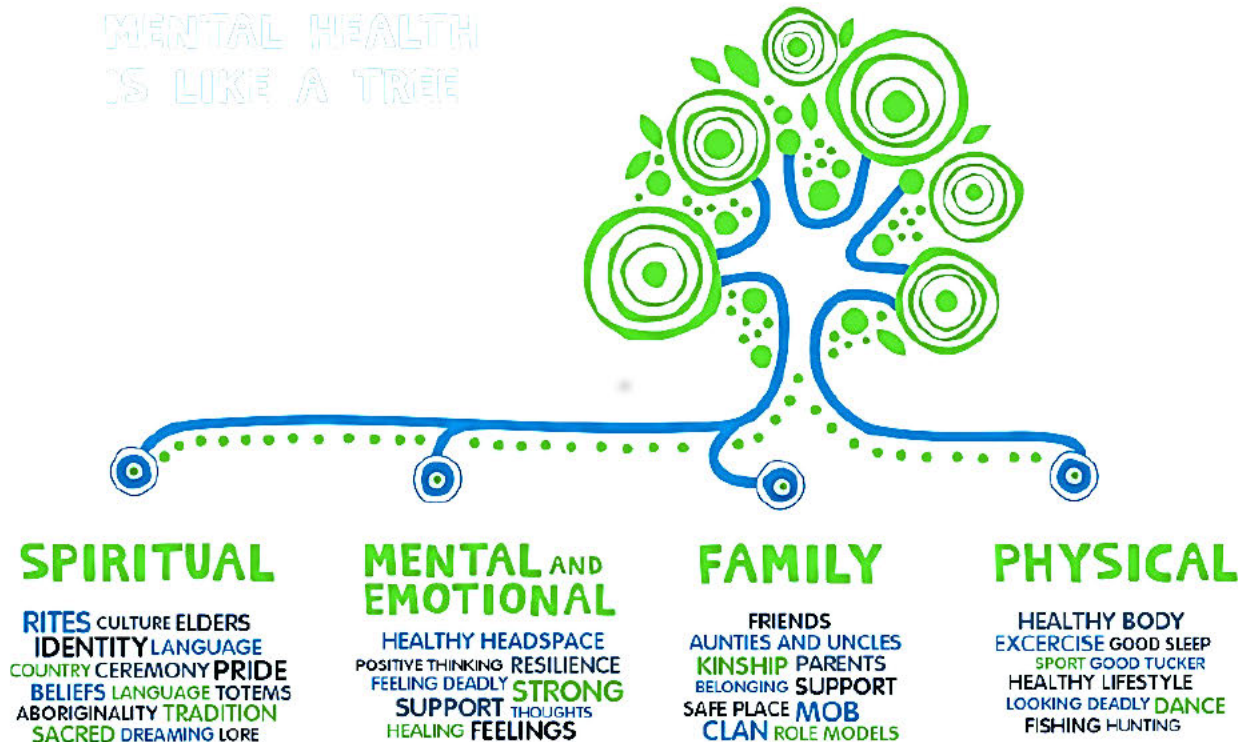 MENTAL HEALTH
IS LIKE A TREE
SPIRITUAL
RITES CULTURE ELDERS
IDENTITY LANGUAGE
COUNTRY CEREMONY PRIDE
BELIEFS LANGUAGE TOTEMS
ABORIGINALITY TRADITION
SACRED DREAMING LORE
MENTAL AND
EMOTIONAL
HEALTHY HEADSPACE
POSITIVE THINKING RESILIENCE
FEELING DEADLY STRONG
SUPPORT THOUGHTS
HEALING FEELINGS
FAMILY
FRIENDS
AUNTIES AND UNCLES
KINSHIP PARENTS
BELONGING SUPPORT
SAFE PLACE MOB
CLAN ROLE MODELS
PHYSICAL
HEALTHY BODY
EXCERCISE GOOD SLEEP
SPORT GOOD TUCKER
HEALTHY LIFESTYLE
LOOKING DEADLY DANCE
FISHING HUNTING